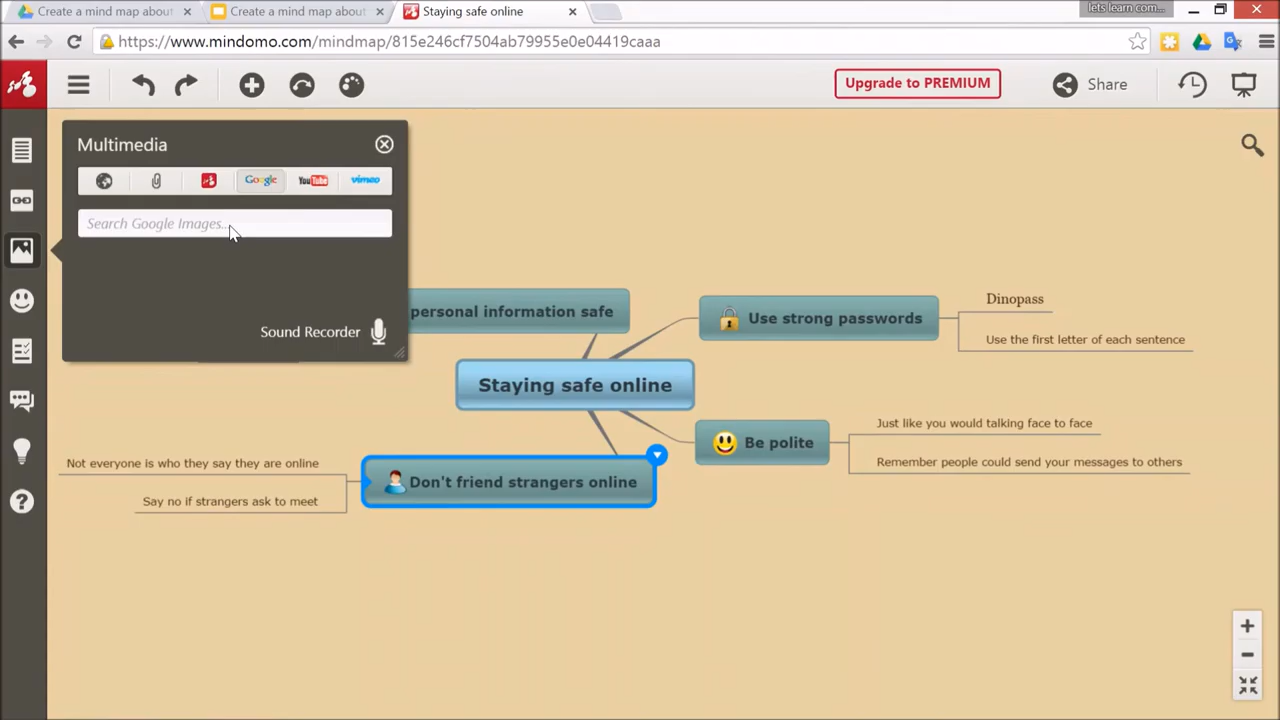 Create a mind map about
Create a mind map about
Staying safe online
lets learn com...
https://www.mindomo.com/mindmap/815e246cf7504ab79955e0e04419caaa
Upgrade to PREMIUM
Share
Multimedia
Google
YouTube
vimeo
Search Google Images...
Sound Recorder
personal information safe
Use strong passwords
Dinopass
Use the first letter of each sentence
Staying safe online
Be polite
Just like you would talking face to face
Remember people could send your messages to others
Don't friend strangers online
Not everyone is who they say they are online
Say no if strangers ask to meet